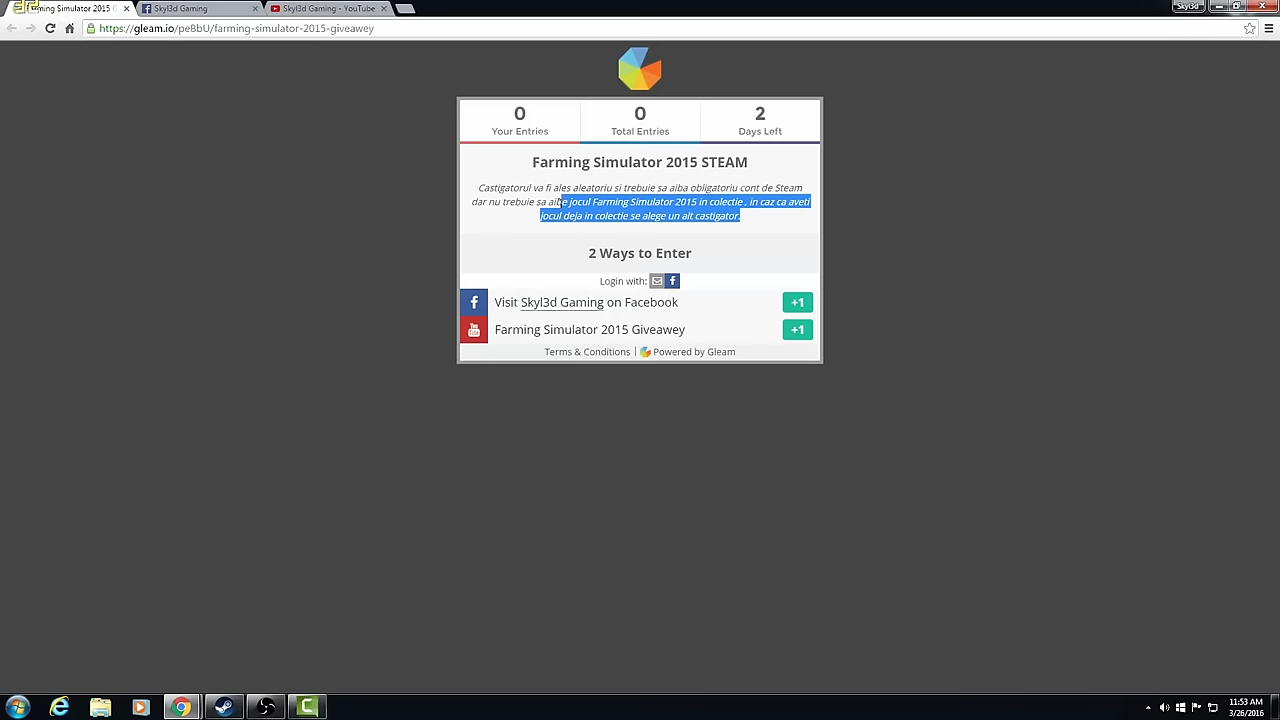 Farming Simulator 2015 G
Skyl3d Gaming
Skyl3d Gaming - YouTube
Skyl3d
https://gleam.io/peBbU/farming-simulator-2015-giveawey
0
Your Entries
0
Total Entries
2
Days Left
Farming Simulator 2015 STEAM
Castigatorul va fi ales aleatoriu si trebuie sa aiba obligatoriu cont de Steam
dar nu trebuie sa aibe jocul Farming Simulator 2015 in colectie , in caz ca aveti
jocul deja in colectie se alege un alt castigator.
2 Ways to Enter
Login with:
Visit Skyl3d Gaming on Facebook
+1
Farming Simulator 2015 Giveawey
+1
Terms & Conditions | Powered by Gleam
11:53 AM
3/26/2016